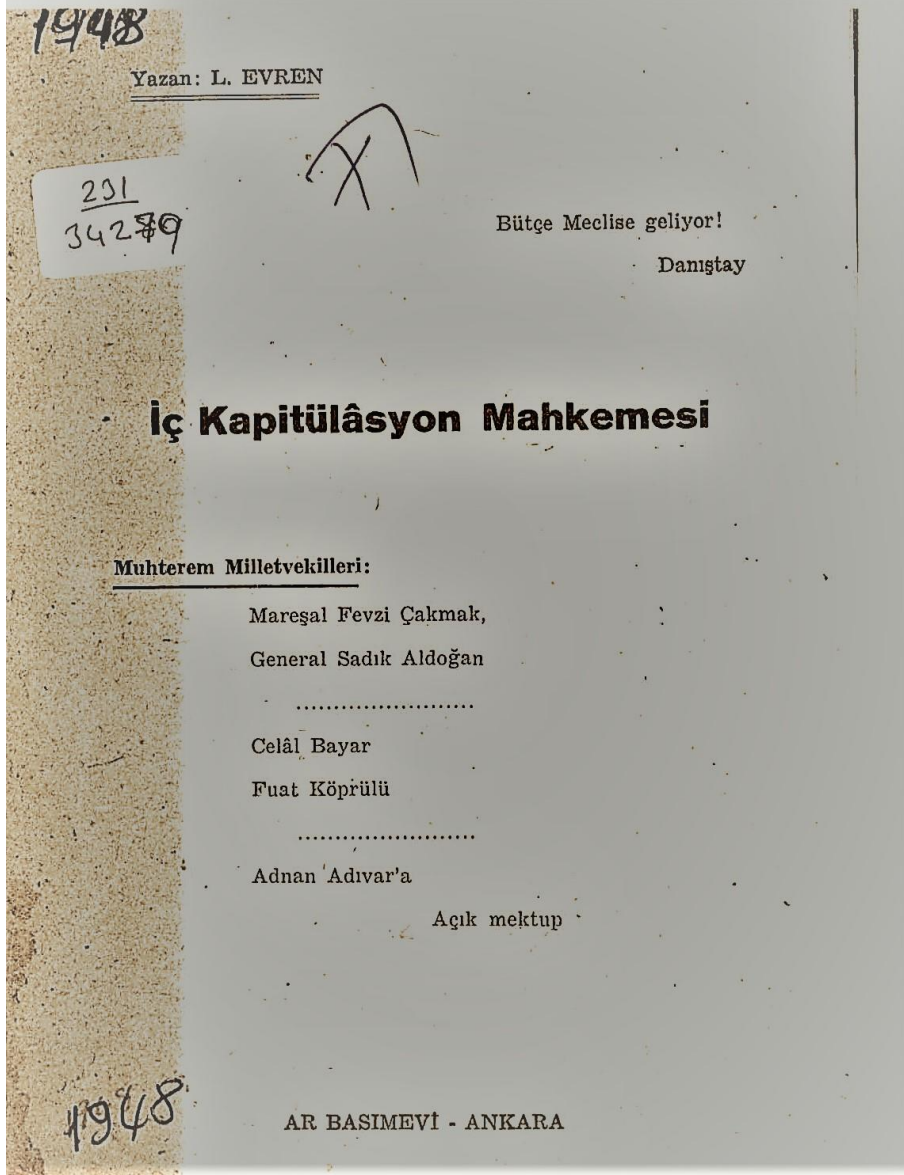 1948
Yazan: L. EVREN
231
34279
Bütçe Meclise geliyor!
Danıştay
İç Kapitülâsyon Mahkemesi
Muhterem Milletvekilleri:
Mareşal Fevzi Çakmak,
General Sadık Aldoğan
........................
Celâl Bayar
Fuat Köprülü
........................
Adnan Adıvar'a
Açık mektup
1948
AR BASIMEVİ - ANKARA